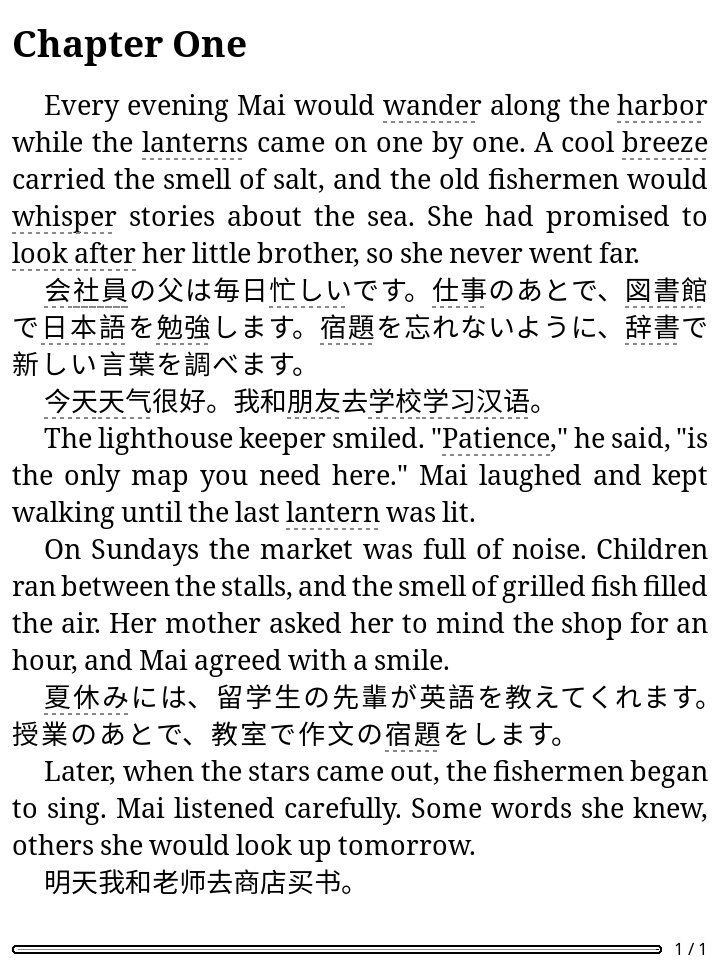 Chapter One
Every evening Mai would wander along the harbor
while the lanterns came on one by one. A cool breeze
carried the smell of salt, and the old fishermen would
whisper stories about the sea. She had promised to
look after her little brother, so she never went far.
会社員の父は毎日忙しいです。仕事のあとで、図書館
で日本語を勉強します。宿題を忘れないように、辞書で
新しい言葉を調べます。
今天天气很好。我和朋友去学校学习汉语。
The lighthouse keeper smiled. "Patience," he said, "is
the only map you need here." Mai laughed and kept
walking until the last lantern was lit.
On Sundays the market was full of noise. Children
ran between the stalls, and the smell of grilled fish filled
the air. Her mother asked her to mind the shop for an
hour, and Mai agreed with a smile.
夏休みには、留学生の先輩が英語を教えてくれます。
授業のあとで、教室で作文の宿題をします。
Later, when the stars came out, the fishermen began
to sing. Mai listened carefully. Some words she knew,
others she would look up tomorrow.
明天我和老师去商店买书。
1 / 1